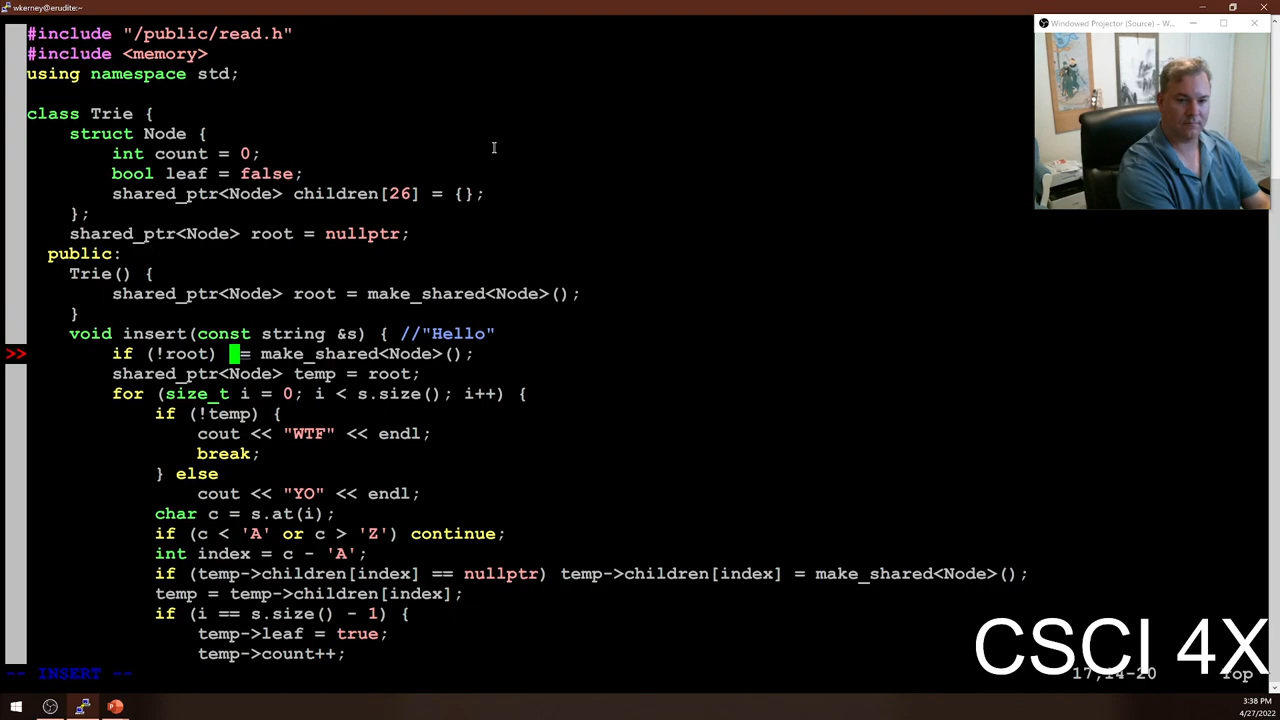 wkerney@erudite:~
Windowed Projector (Source) - W...
#include "/public/read.h"
#include <memory>
using namespace std;
class Trie {
struct Node {
int count = 0;
bool leaf = false;
shared_ptr<Node> children[26] = {};
};
shared_ptr<Node> root = nullptr;
public:
Trie() {
shared_ptr<Node> root = make_shared<Node>();
}
void insert(const string &s) { //"Hello"
>> if (!root) = make_shared<Node>();
shared_ptr<Node> temp = root;
for (size_t i = 0; i < s.size(); i++) {
if (!temp) {
cout << "WTF" << endl;
break;
} else
cout << "YO" << endl;
char c = s.at(i);
if (c < 'A' or c > 'Z') continue;
int index = c - 'A';
if (temp->children[index] == nullptr) temp->children[index] = make_shared<Node>();
temp = temp->children[index];
if (i == s.size() - 1) {
temp->leaf = true;
temp->count++;
CSCI 4X
-- INSERT -- 17,14-20 Top
3:38 PM
4/27/2022